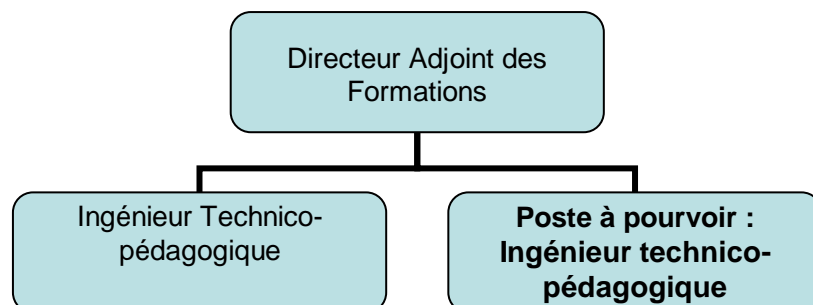 Directeur Adjoint des
Formations
Ingénieur Technico-
pédagogique
Poste à pourvoir :
Ingénieur technico-
pédagogique